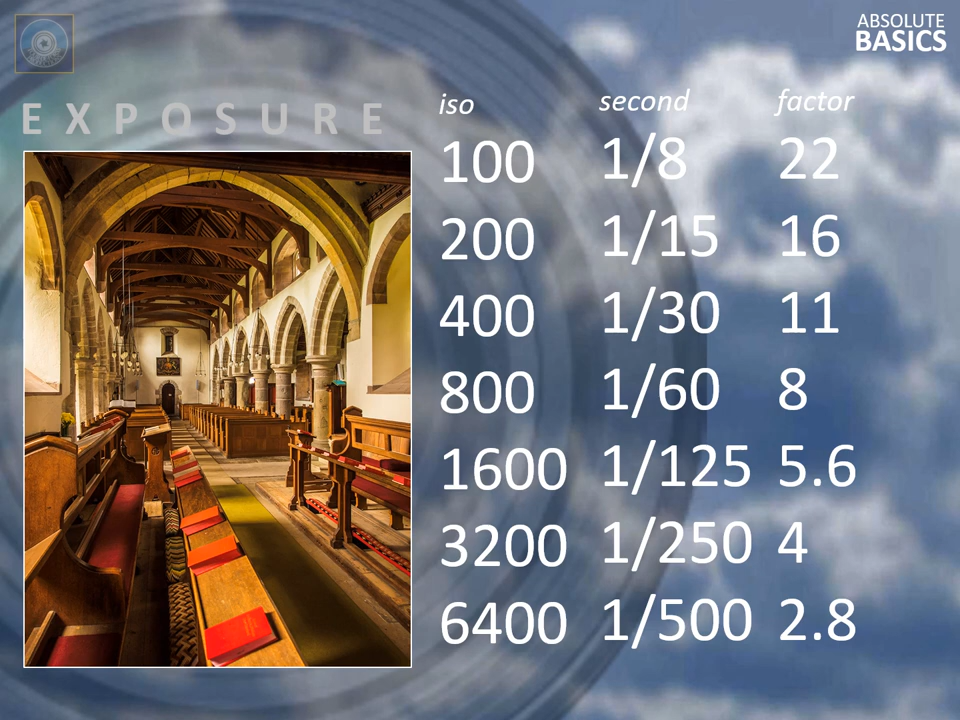 ABSOLUTE
BASICS
EXPOSURE
iso second factor
100 1/8 22
200 1/15 16
400 1/30 11
800 1/60 8
1600 1/125 5.6
3200 1/250 4
6400 1/500 2.8